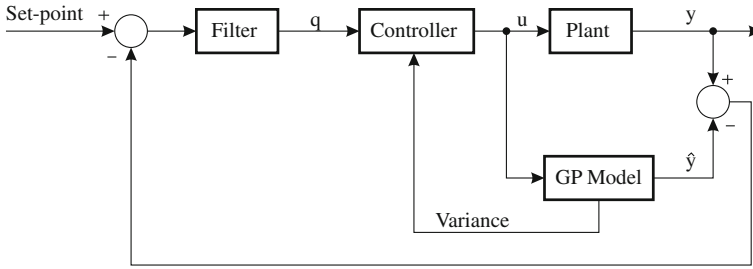 Set-point
+
−
Filter
q
Controller
u
Plant
y
+
−
ŷ
GP Model
Variance